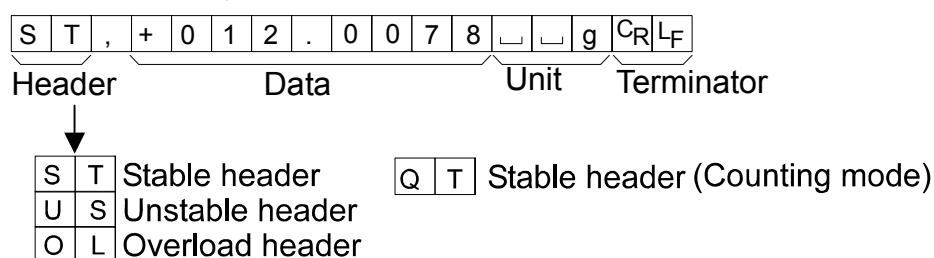 S T , + 0 1 2 . 0 0 7 8 ␣ ␣ g CR LF
Header Data Unit Terminator
S T Stable header Q T Stable header (Counting mode)
U S Unstable header
O L Overload header